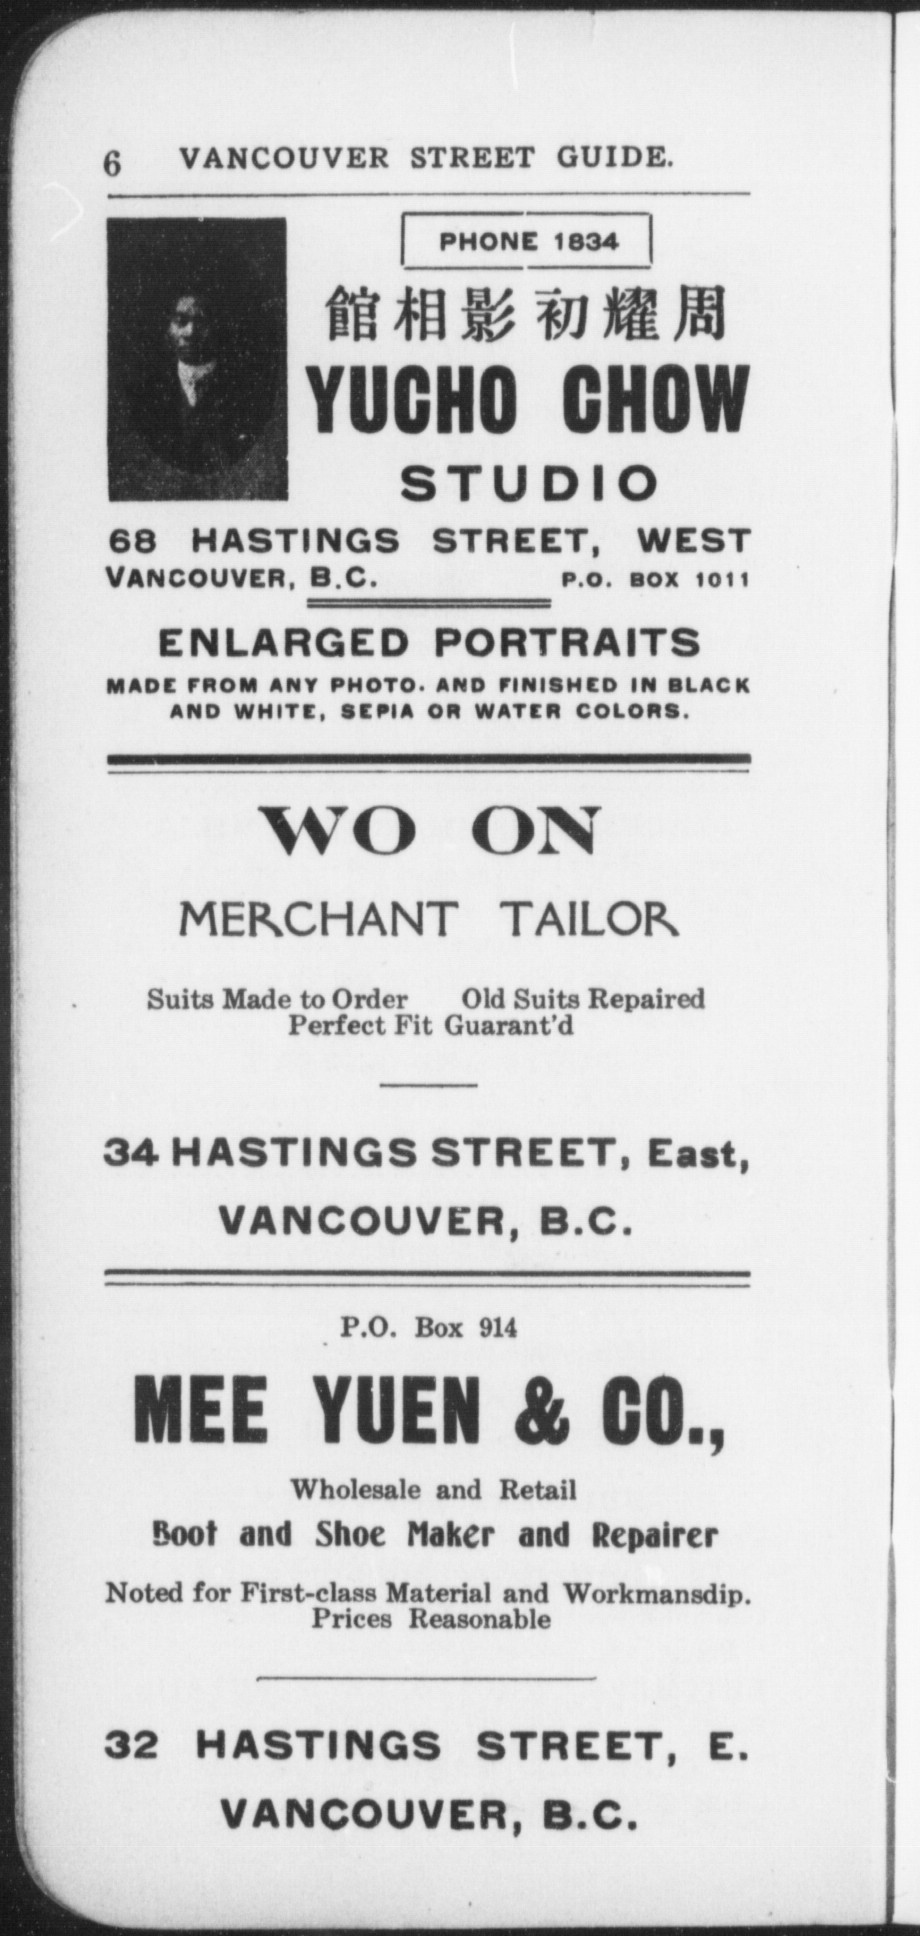 6 VANCOUVER STREET GUIDE.
PHONE 1834
館相影初耀周
YUCHO CHOW
STUDIO
68 HASTINGS STREET, WEST
VANCOUVER, B.C. P.O. BOX 1011
ENLARGED PORTRAITS
MADE FROM ANY PHOTO. AND FINISHED IN BLACK
AND WHITE, SEPIA OR WATER COLORS.
WO ON
MERCHANT TAILOR
Suits Made to Order Old Suits Repaired
Perfect Fit Guarant'd
34 HASTINGS STREET, East,
VANCOUVER, B.C.
P.O. Box 914
MEE YUEN & CO.,
Wholesale and Retail
Boot and Shoe Maker and Repairer
Noted for First-class Material and Workmansdip.
Prices Reasonable
32 HASTINGS STREET, E.
VANCOUVER, B.C.